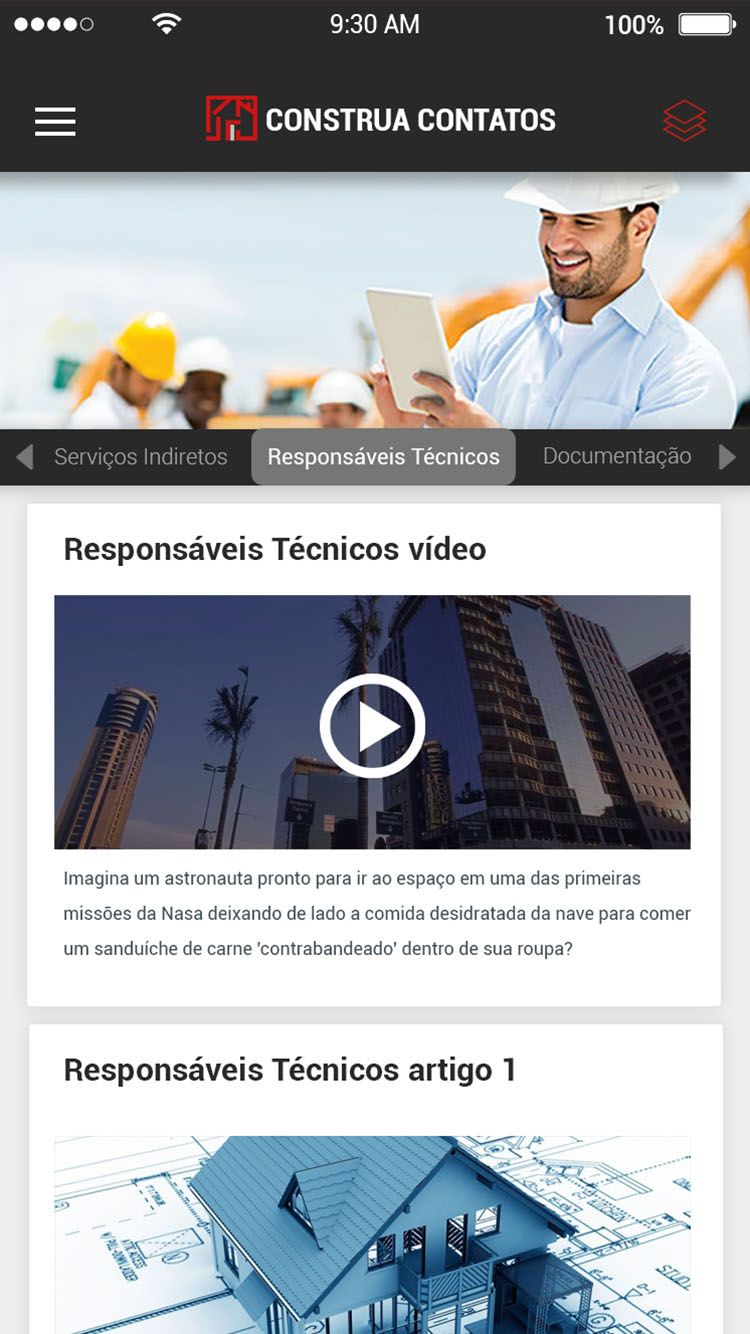 9:30 AM
100%
CONSTRUA CONTATOS
Serviços Indiretos
Responsáveis Técnicos
Documentação
Responsáveis Técnicos vídeo
Imagina um astronauta pronto para ir ao espaço em uma das primeiras
missões da Nasa deixando de lado a comida desidratada da nave para comer
um sanduíche de carne 'contrabandeado' dentro de sua roupa?
Responsáveis Técnicos artigo 1